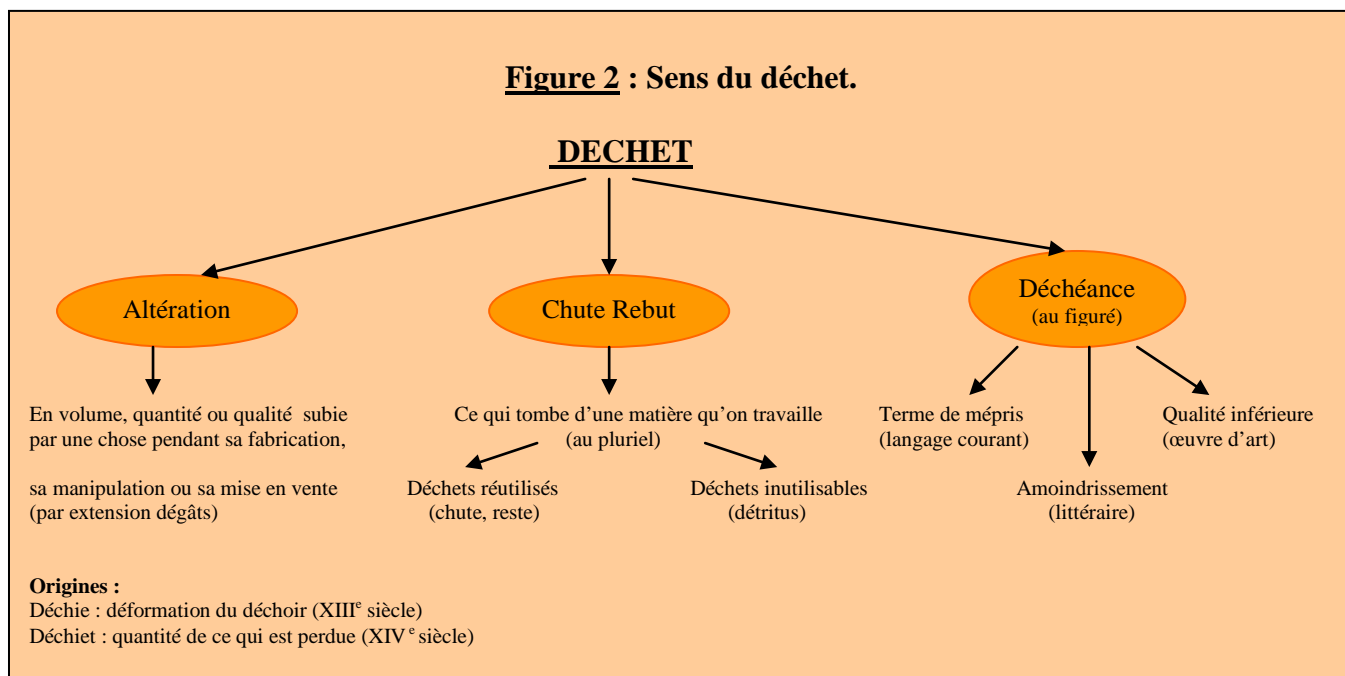 Figure 2 : Sens du déchet.
DECHET
Altération
Chute Rebut
Déchéance
(au figuré)
En volume, quantité ou qualité subie
par une chose pendant sa fabrication,
sa manipulation ou sa mise en vente
(par extension dégâts)
Ce qui tombe d’une matière qu’on travaille
(au pluriel)
Déchets réutilisés
(chute, reste)
Déchets inutilisables
(détritus)
Terme de mépris
(langage courant)
Amoindrissement
(littéraire)
Qualité inférieure
(œuvre d’art)
Origines :
Déchie : déformation du déchoir (XIIIe siècle)
Déchiet : quantité de ce qui est perdue (XIV e siècle)